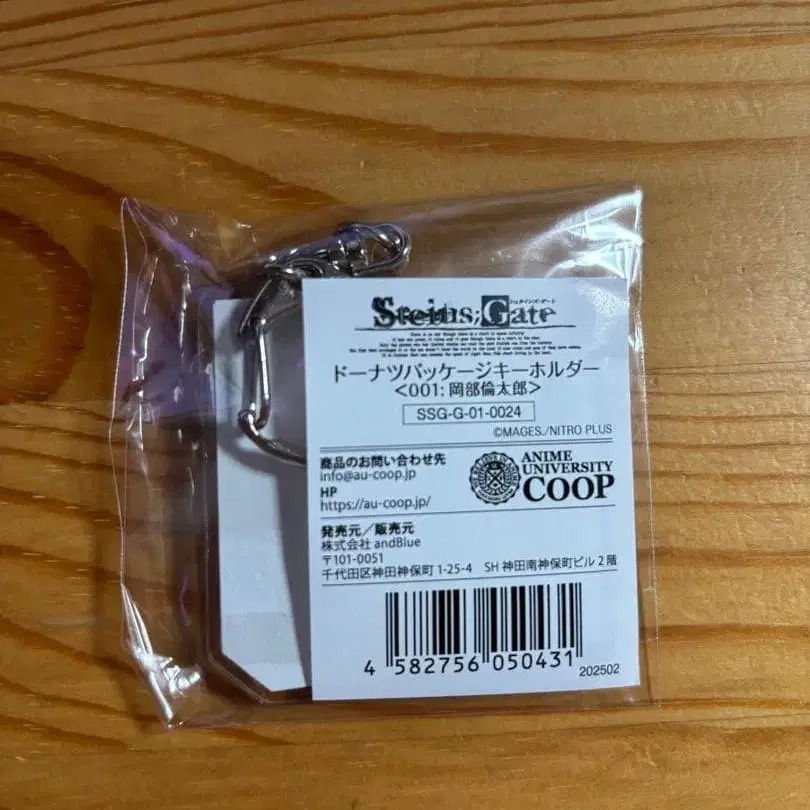 Steins;Gate
シュタインズ・ゲート
ドーナツパッケージキーホルダー
<001:岡部倫太郎>
SSG-G-01-0024
©MAGES./NITRO PLUS
商品のお問い合わせ先
info@au-coop.jp
HP
https://au-coop.jp/
ANIME
UNIVERSITY
COOP
発売元/販売元
株式会社 andBlue
〒101-0051
千代田区神田神保町1-25-4 SH 神田南神保町ビル2階
4 582756 050431
202502